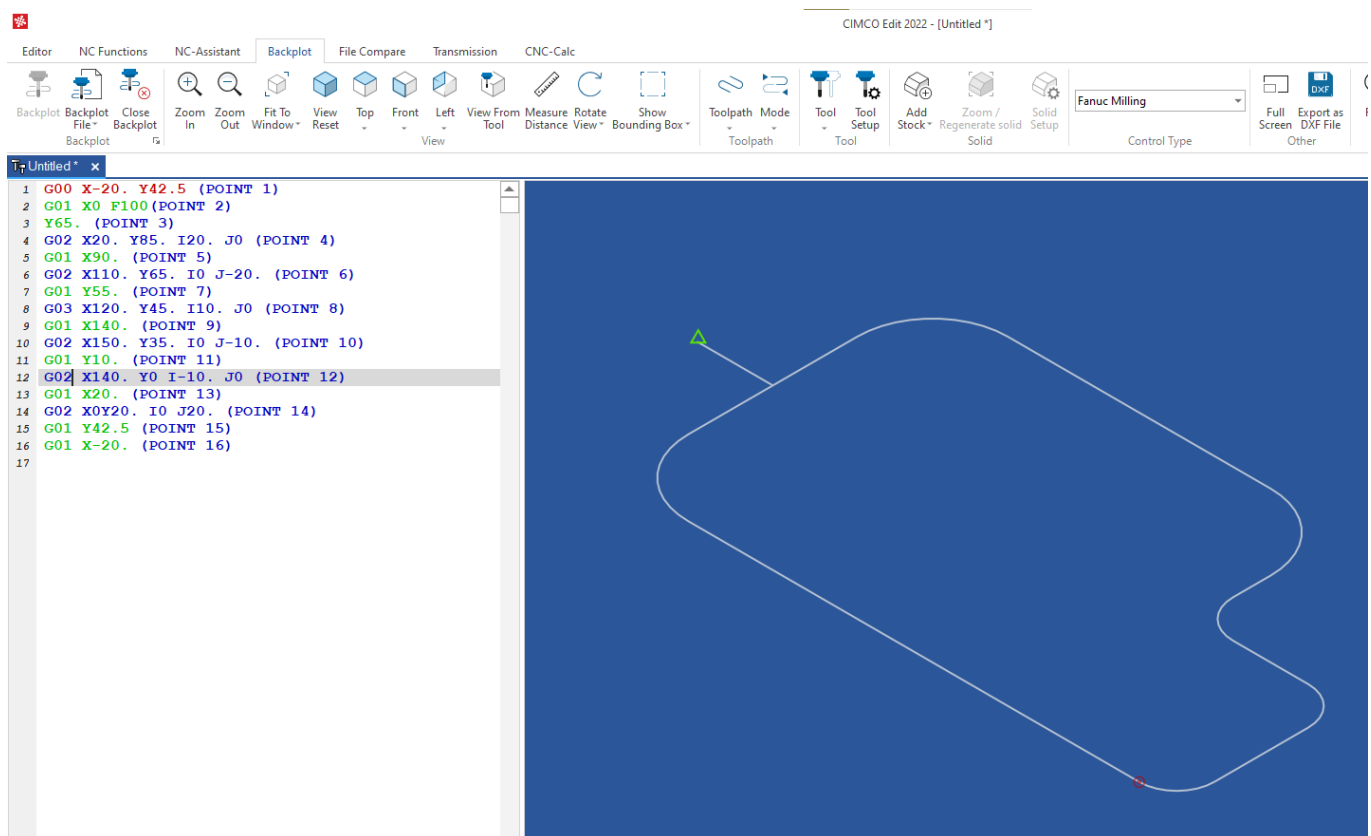 CIMCO Edit 2022 - [Untitled *]
Editor NC Functions NC-Assistant Backplot File Compare Transmission CNC-Calc
Backplot Backplot File Close Backplot Zoom In Zoom Out Fit To Window View Reset Top Front Left View From Tool Measure Distance Rotate View Show Bounding Box Toolpath Mode Tool Tool Setup Add Stock Zoom / Regenerate solid Solid Setup Fanuc Milling Full Screen DXF Export as DXF File
Backplot View Toolpath Tool Solid Control Type Other
Untitled *
1 G00 X-20. Y42.5 (POINT 1)
2 G01 X0 F100(POINT 2)
3 Y65. (POINT 3)
4 G02 X20. Y85. I20. J0 (POINT 4)
5 G01 X90. (POINT 5)
6 G02 X110. Y65. I0 J-20. (POINT 6)
7 G01 Y55. (POINT 7)
8 G03 X120. Y45. I10. J0 (POINT 8)
9 G01 X140. (POINT 9)
10 G02 X150. Y35. I0 J-10. (POINT 10)
11 G01 Y10. (POINT 11)
12 G02 X140. Y0 I-10. J0 (POINT 12)
13 G01 X20. (POINT 13)
14 G02 X0Y20. I0 J20. (POINT 14)
15 G01 Y42.5 (POINT 15)
16 G01 X-20. (POINT 16)
17